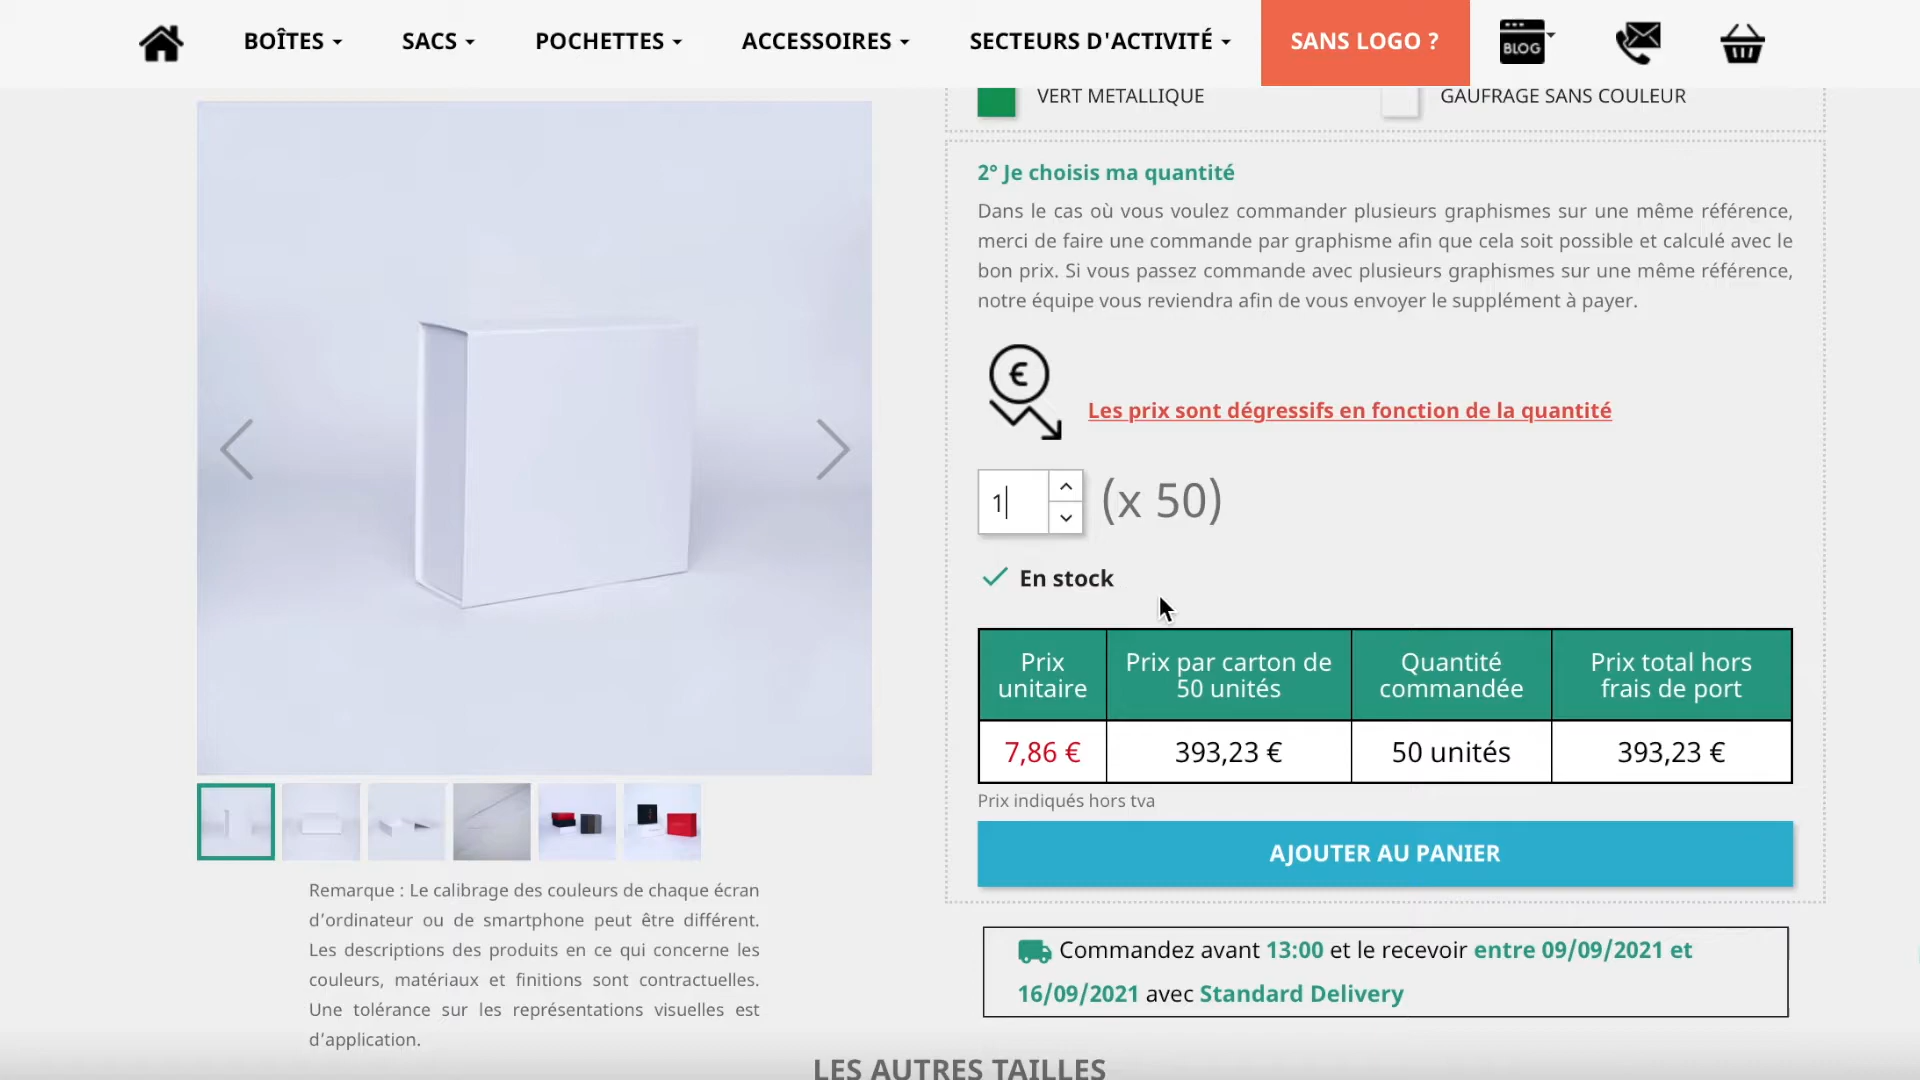 BOÎTES
SACS
POCHETTES
ACCESSOIRES
SECTEURS D'ACTIVITÉ
SANS LOGO ?
BLOG
VERT METALLIQUE
GAUFRAGE SANS COULEUR
2° Je choisis ma quantité
Dans le cas où vous voulez commander plusieurs graphismes sur une même référence,
merci de faire une commande par graphisme afin que cela soit possible et calculé avec le
bon prix. Si vous passez commande avec plusieurs graphismes sur une même référence,
notre équipe vous reviendra afin de vous envoyer le supplément à payer.
€
Les prix sont dégressifs en fonction de la quantité
1 (x 50)
En stock
Prix unitaire
Prix par carton de 50 unités
Quantité commandée
Prix total hors frais de port
7,86 €
393,23 €
50 unités
393,23 €
Prix indiqués hors tva
AJOUTER AU PANIER
Commandez avant 13:00 et le recevoir entre 09/09/2021 et
16/09/2021 avec Standard Delivery
Remarque : Le calibrage des couleurs de chaque écran
d'ordinateur ou de smartphone peut être différent.
Les descriptions des produits en ce qui concerne les
couleurs, matériaux et finitions sont contractuelles.
Une tolérance sur les représentations visuelles est
d'application.
LES AUTRES TAILLES